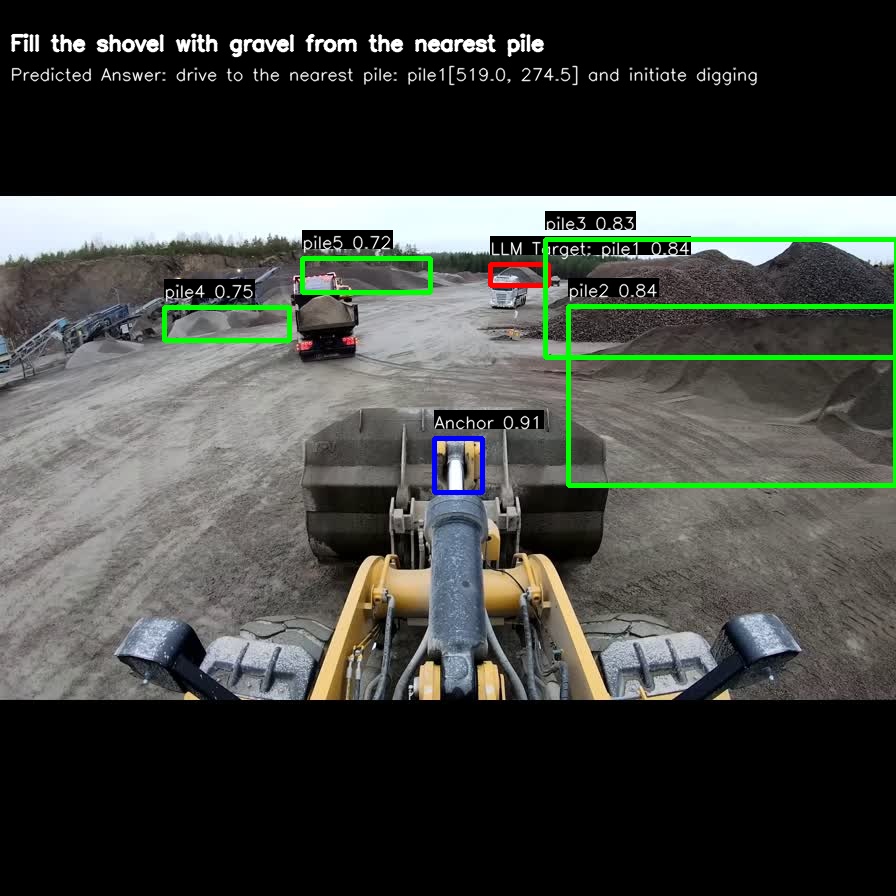 Fill the shovel with gravel from the nearest pile
Predicted Answer: drive to the nearest pile: pile1[519.0, 274.5] and initiate digging
pile3 0.83
pile5 0.72
LLM Target: pile1 0.84
pile4 0.75
pile2 0.84
Anchor 0.91